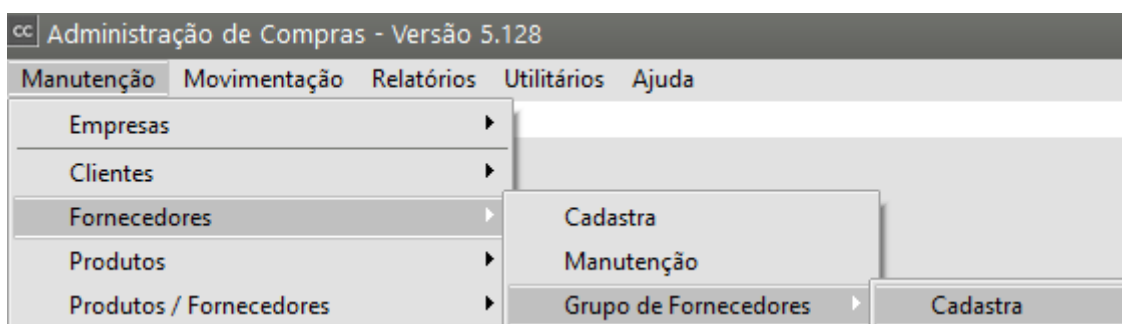 cc Administração de Compras - Versão 5.128
Manutenção Movimentação Relatórios Utilitários Ajuda
Empresas
Clientes
Fornecedores
Cadastra
Produtos
Manutenção
Produtos / Fornecedores
Grupo de Fornecedores
Cadastra